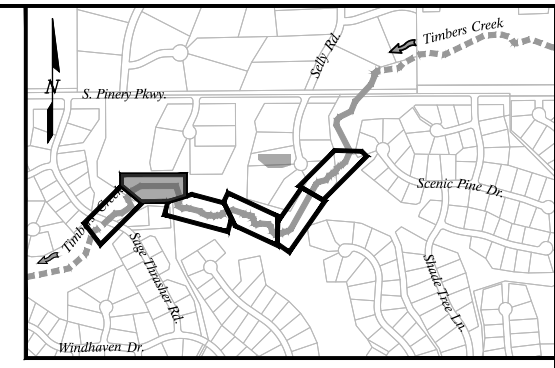 Timbers Creek
Selly Rd.
N
S. Pinery Pkwy.
Scenic Pine Dr.
Timbers Creek
Sage Thrasher Rd.
Shade Tree Ln.
Windhaven Dr.